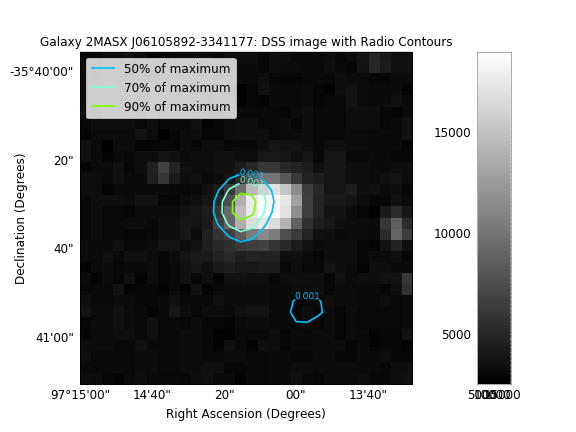 Galaxy 2MASX J06105892-3341177: DSS image with Radio Contours
50% of maximum
70% of maximum
90% of maximum
-35°40'00"
20"
40"
41'00"
Declination (Degrees)
0.001
0.001
97°15'00"
14'40"
20"
00"
13'40"
Right Ascension (Degrees)
15000
10000
5000